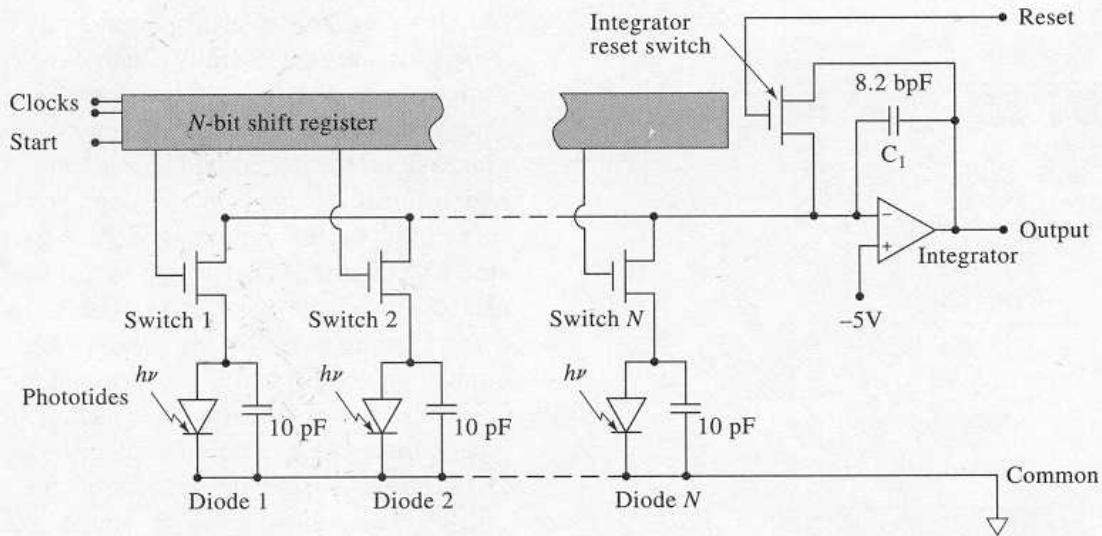 Integrator
reset switch
Reset
8.2 bpF
C1
Clocks
Start
N-bit shift register
−
+
Integrator
Output
−5V
Switch 1
Switch 2
Switch N
hν
hν
hν
Phototides
10 pF
10 pF
10 pF
Common
Diode 1
Diode 2
Diode N